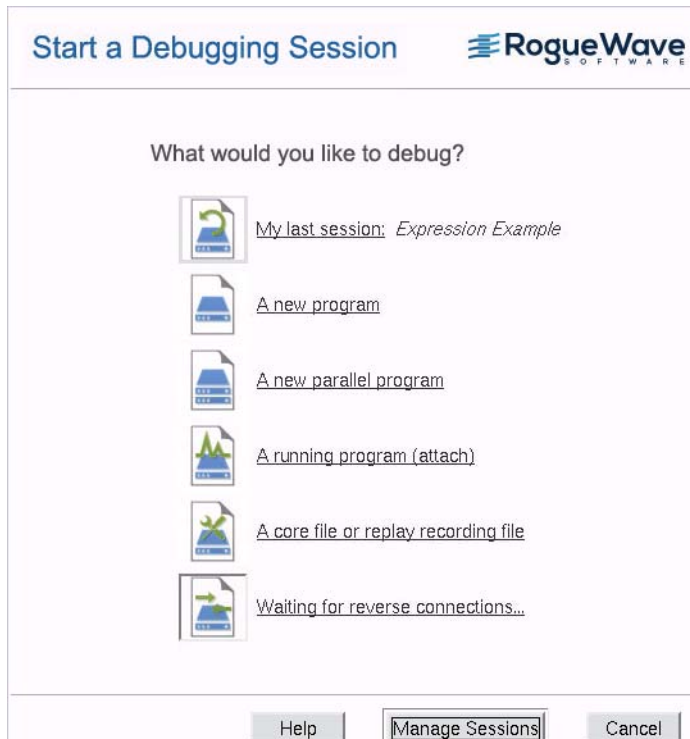 Start a Debugging Session
RogueWave
SOFTWARE
What would you like to debug?
My last session: Expression Example
A new program
A new parallel program
A running program (attach)
A core file or replay recording file
Waiting for reverse connections...
Help
Manage Sessions
Cancel